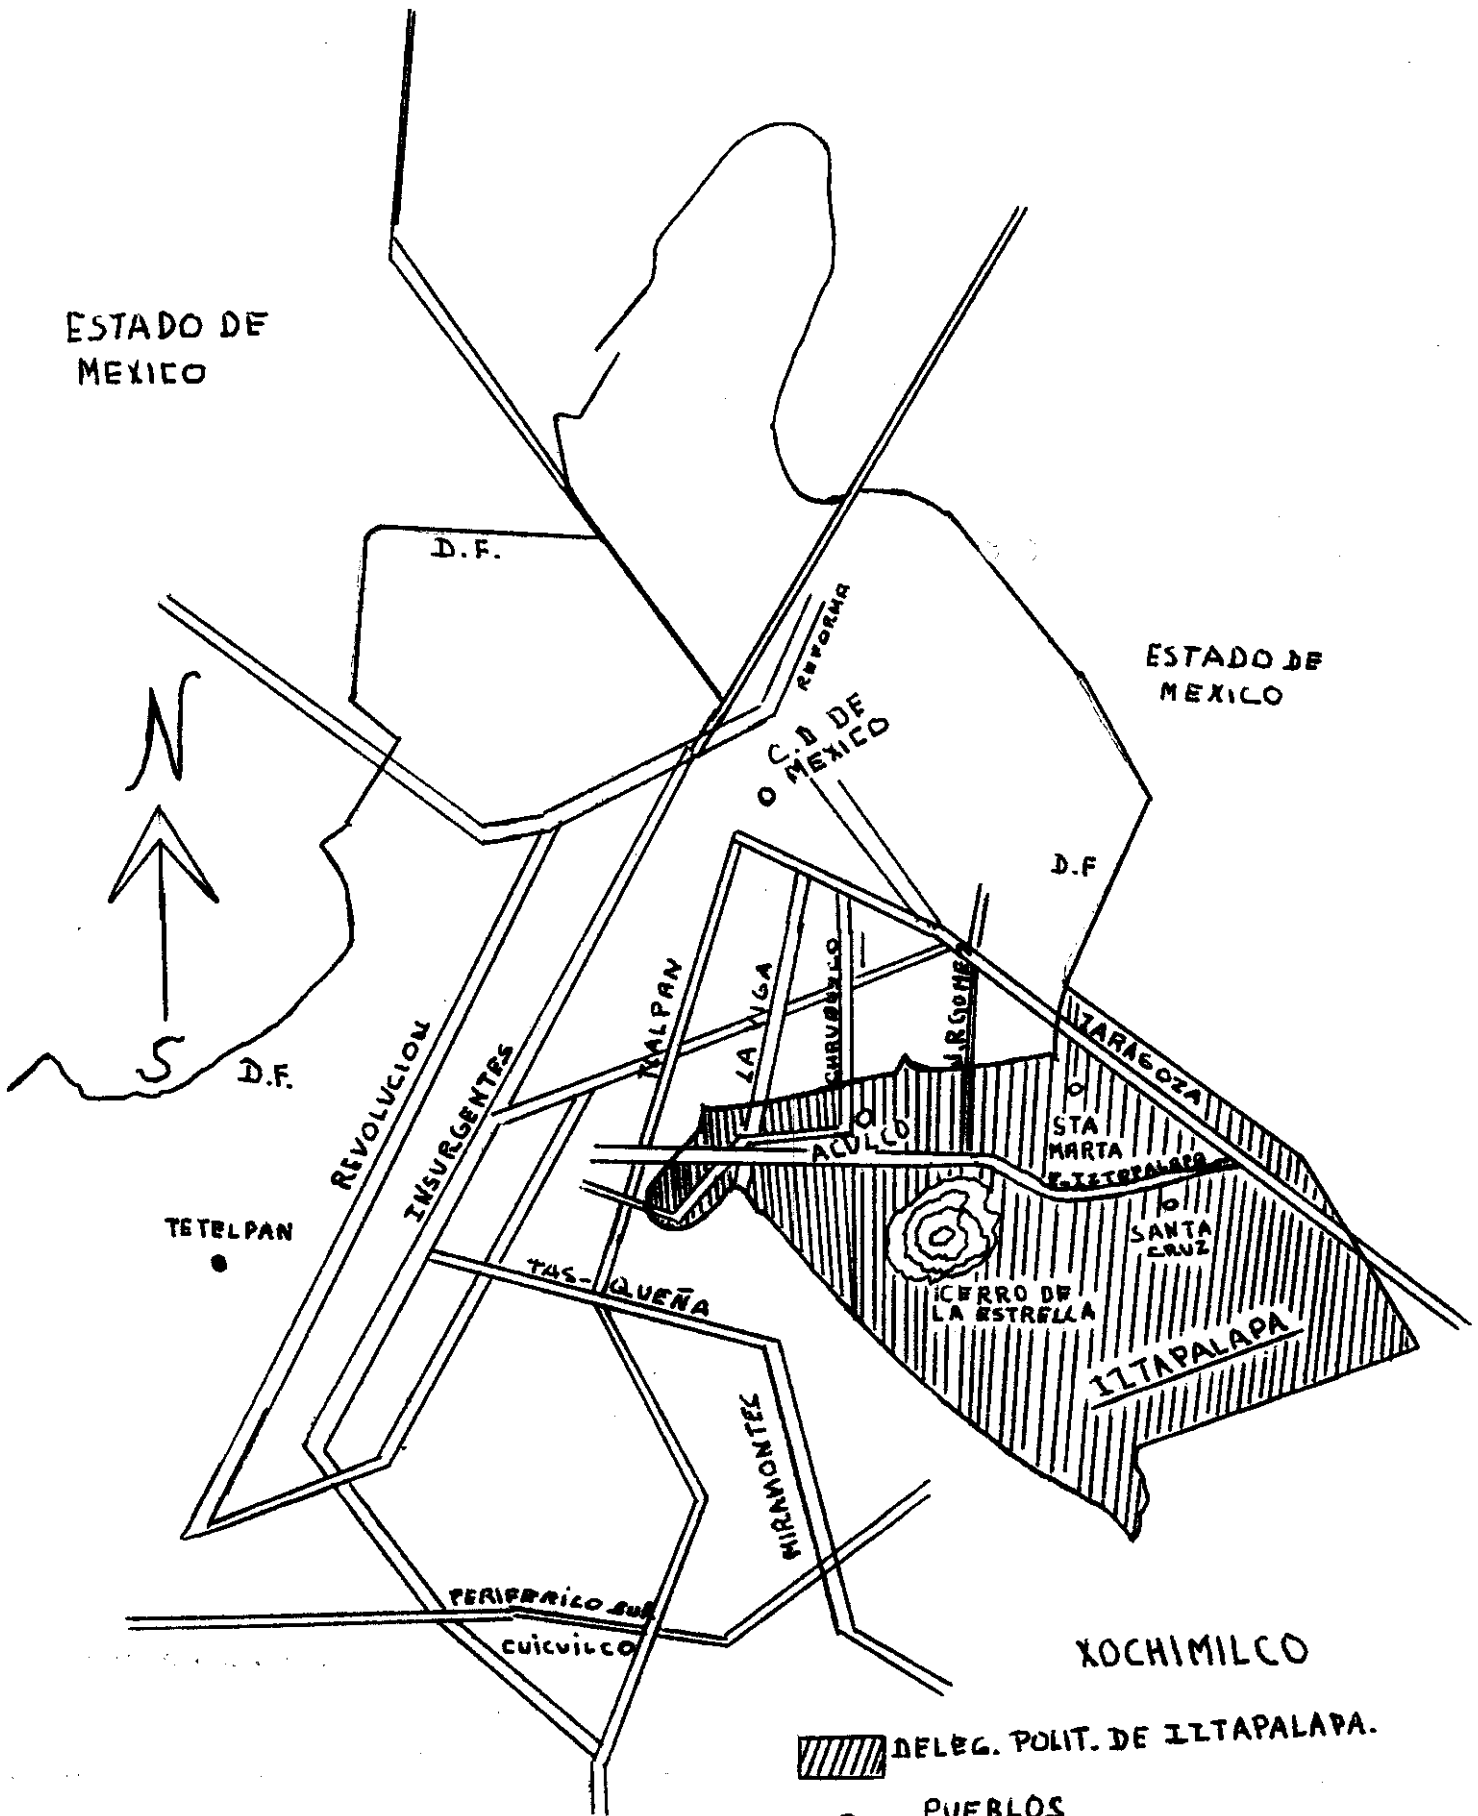 ESTADO DE
MEXICO
D.F.
REFORMA
ESTADO DE
MEXICO
N
C.D DE
MEXICO
D.F
S
D.F.
REVOLUCION
INSURGENTES
TLALPAN
LA VIGA
CHURUBUSCO
ZARAGOZA
ACULCO
STA
MARTA
E.IZTAPALAPA
SANTA
CRUZ
TETELPAN
CERRO DE
LA ESTRELLA
TAS-QUEÑA
IZTAPALAPA
MIRAMONTES
PERIFERICO SUR
CUICUILCO
XOCHIMILCO
DELEG. POLIT. DE IZTAPALAPA.
PUEBLOS